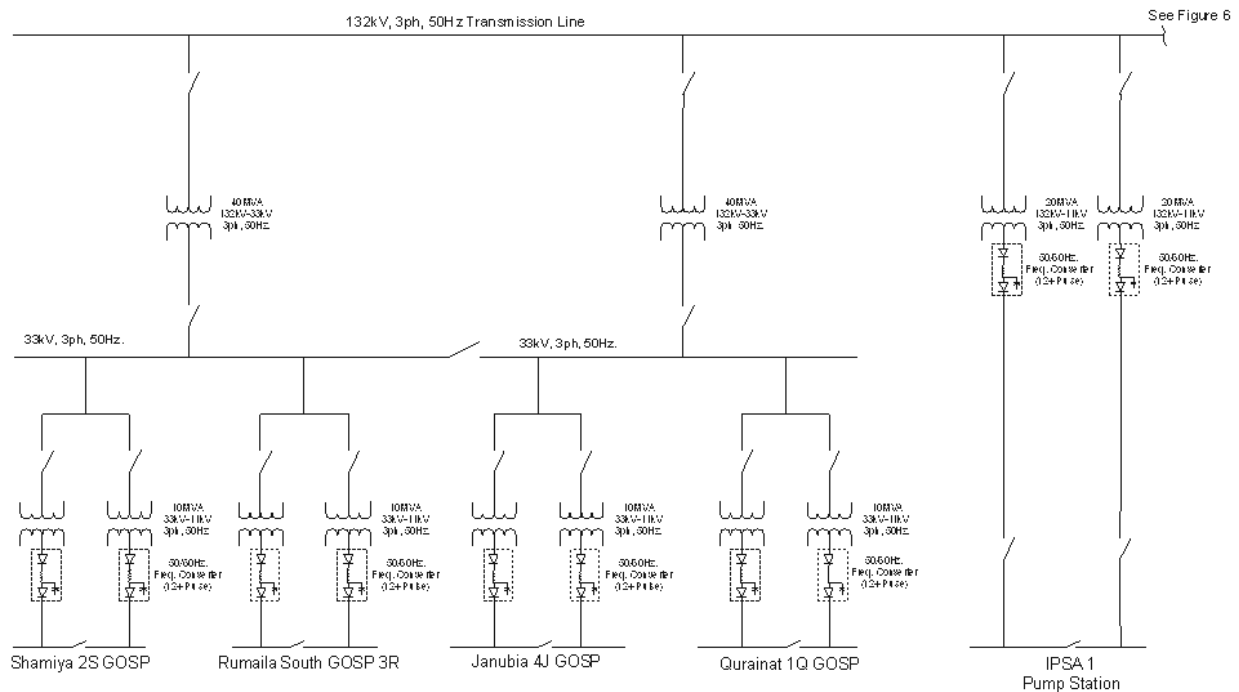 132kV, 3ph, 50Hz Transmission Line
See Figure 6
40MVA
132kV-33kV
3ph, 50Hz
40MVA
132kV-33kV
3ph 50Hz
20MVA
132kV-11kV
3ph, 50Hz
20MVA
132kV-11kV
3ph, 50Hz
50/60Hz.
Freq. Converter
(12+ Pulse)
50/60Hz.
Freq. Converter
(12+ Pulse)
33kV, 3ph, 50Hz.
33kV, 3ph, 50Hz.
10MVA
33kV-11kV
3ph, 50Hz
10MVA
33kV-11kV
3ph, 50Hz
10MVA
33kV-11kV
3ph, 50Hz
10MVA
33kV-11kV
3ph, 50Hz
50/60Hz.
Freq. Converter
(12+ Pulse)
50/60Hz.
Freq. Converter
(12+ Pulse)
50/60Hz.
Freq. Converter
(12+ Pulse)
50/60Hz.
Freq. Converter
(12+ Pulse)
Shamiya 2S GOSP
Rumaila South GOSP 3R
Janubia 4J GOSP
Qurainat 1Q GOSP
IPSA 1
Pump Station